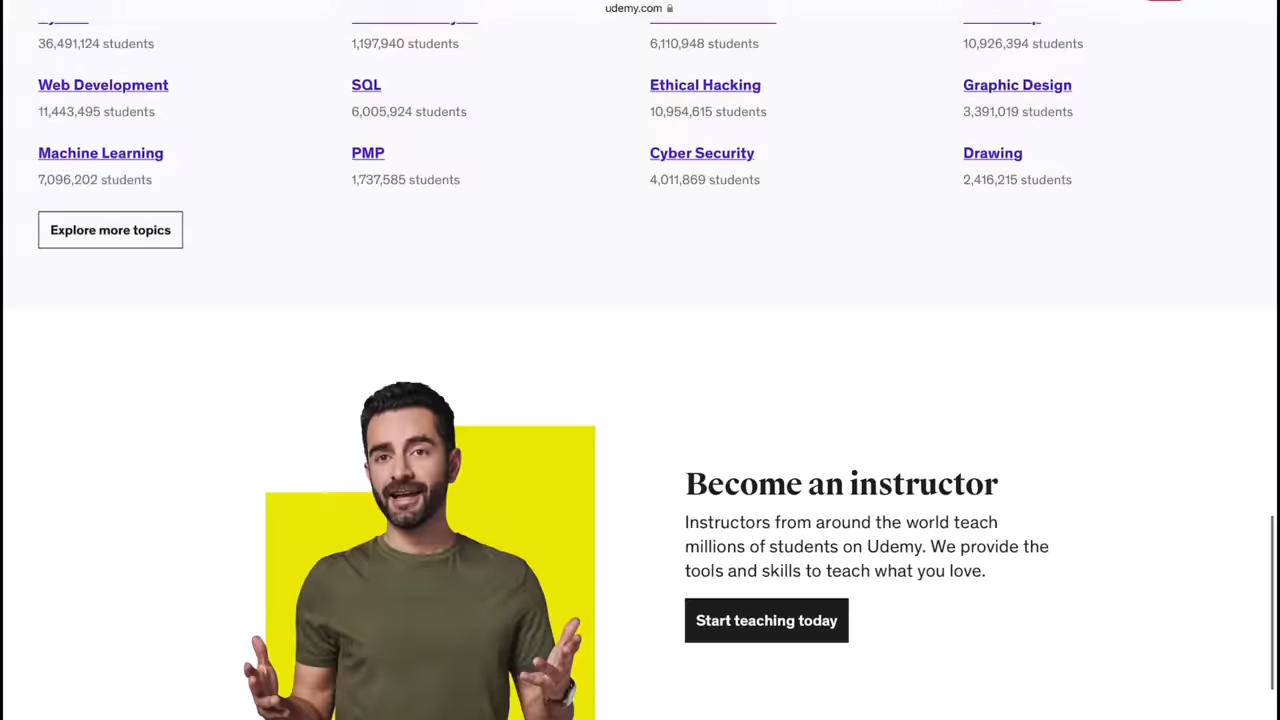 udemy.com
36,491,124 students
1,197,940 students
6,110,948 students
10,926,394 students
Web Development
SQL
Ethical Hacking
Graphic Design
11,443,495 students
6,005,924 students
10,954,615 students
3,391,019 students
Machine Learning
PMP
Cyber Security
Drawing
7,096,202 students
1,737,585 students
4,011,869 students
2,416,215 students
Explore more topics
Become an instructor
Instructors from around the world teach
millions of students on Udemy. We provide the
tools and skills to teach what you love.
Start teaching today